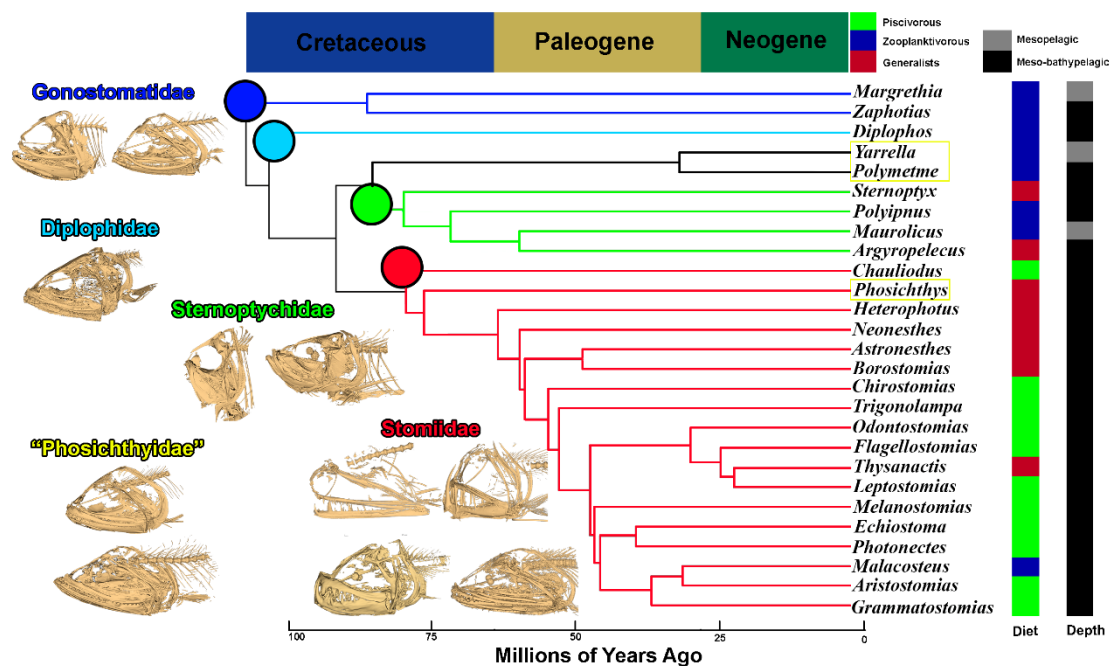 Cretaceous
Paleogene
Neogene
Piscivorous
Zooplanktivorous
Generalists
Mesopelagic
Meso-bathypelagic
Gonostomatidae
Diplophidae
Sternoptychidae
“Phosichthyidae”
Stomiidae
Margrethia
Zaphotias
Diplophos
Yarrella
Polymetme
Sternoptyx
Polyipnus
Maurolicus
Argyropelecus
Chauliodus
Phosichthys
Heterophotus
Neonesthes
Astronesthes
Borostomias
Chirostomias
Trigonolampa
Odontostomias
Flagellostomias
Thysanactis
Leptostomias
Melanostomias
Echiostoma
Photonectes
Malacosteus
Aristostomias
Grammatostomias
Diet
Depth
100 75 50 25 0
Millions of Years Ago